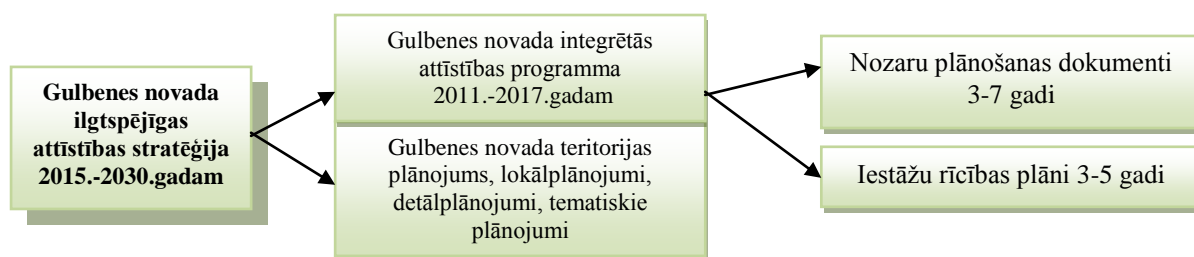 Gulbenes novada
ilgtspējīgas
attīstības stratēģija
2015.-2030.gadam
Gulbenes novada integrētās
attīstības programma
2011.-2017.gadam
Gulbenes novada teritorijas
plānojums, lokālplānojumi,
detālplānojumi, tematiskie
plānojumi
Nozaru plānošanas dokumenti
3-7 gadi
Iestāžu rīcības plāni 3-5 gadi